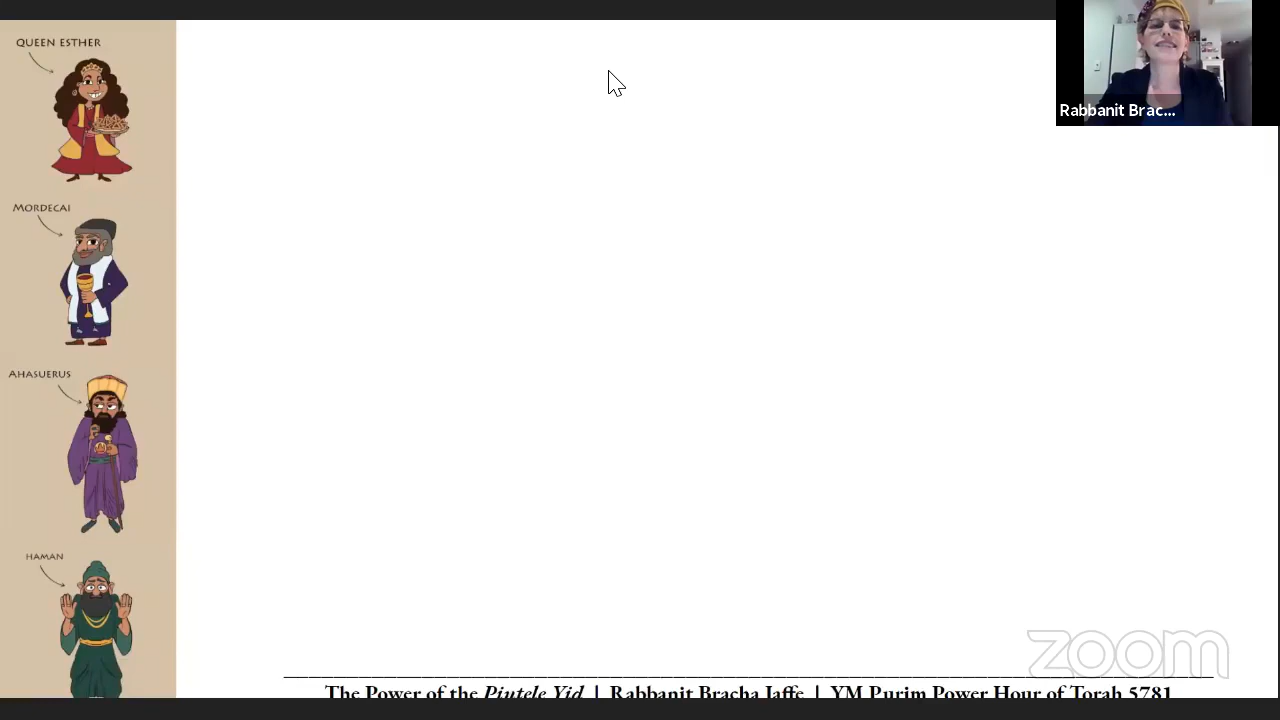 QUEEN ESTHER
MORDECAI
AHASUERUS
HAMAN
Rabbanit Brac...
zoom
The Power of the Pintele Yid | Rabbanit Bracha Jaffe | YM Purim Power Hour of Torah 5781